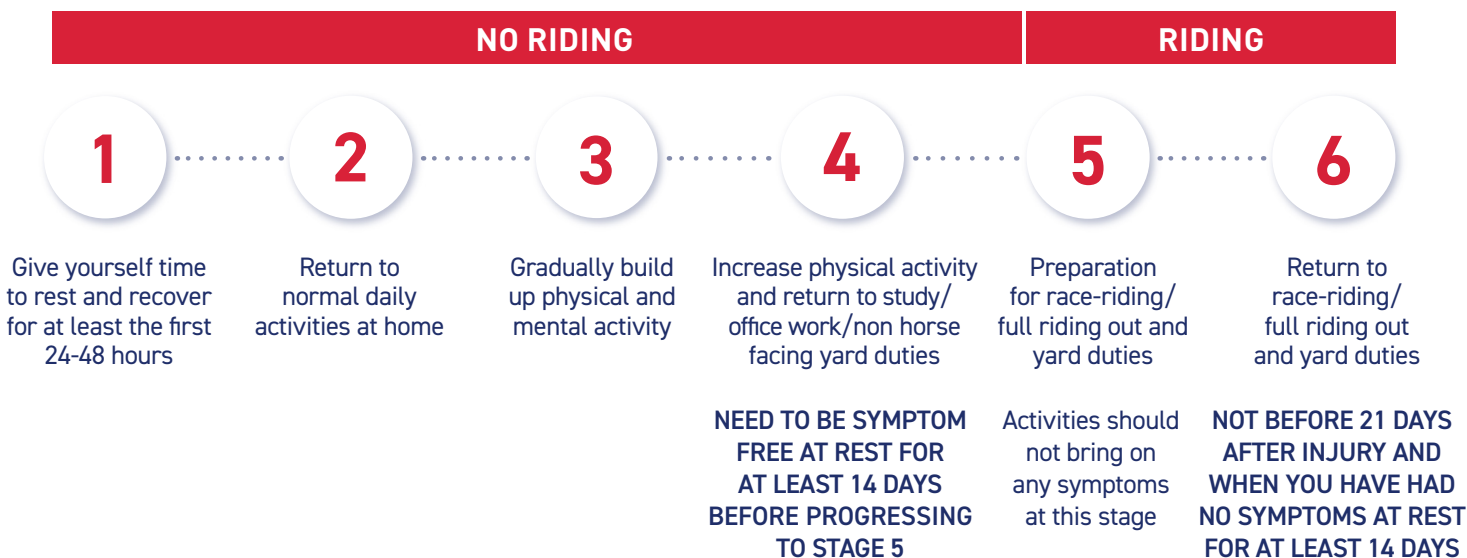 NO RIDING
RIDING
1
2
3
4
5
6
Give yourself time
to rest and recover
for at least the first
24-48 hours
Return to
normal daily
activities at home
Gradually build
up physical and
mental activity
Increase physical activity
and return to study/
office work/non horse
facing yard duties
NEED TO BE SYMPTOM
FREE AT REST FOR
AT LEAST 14 DAYS
BEFORE PROGRESSING
TO STAGE 5
Preparation
for race-riding/
full riding out and
yard duties
Activities should
not bring on
any symptoms
at this stage
Return to
race-riding/
full riding out
and yard duties
NOT BEFORE 21 DAYS
AFTER INJURY AND
WHEN YOU HAVE HAD
NO SYMPTOMS AT REST
FOR AT LEAST 14 DAYS